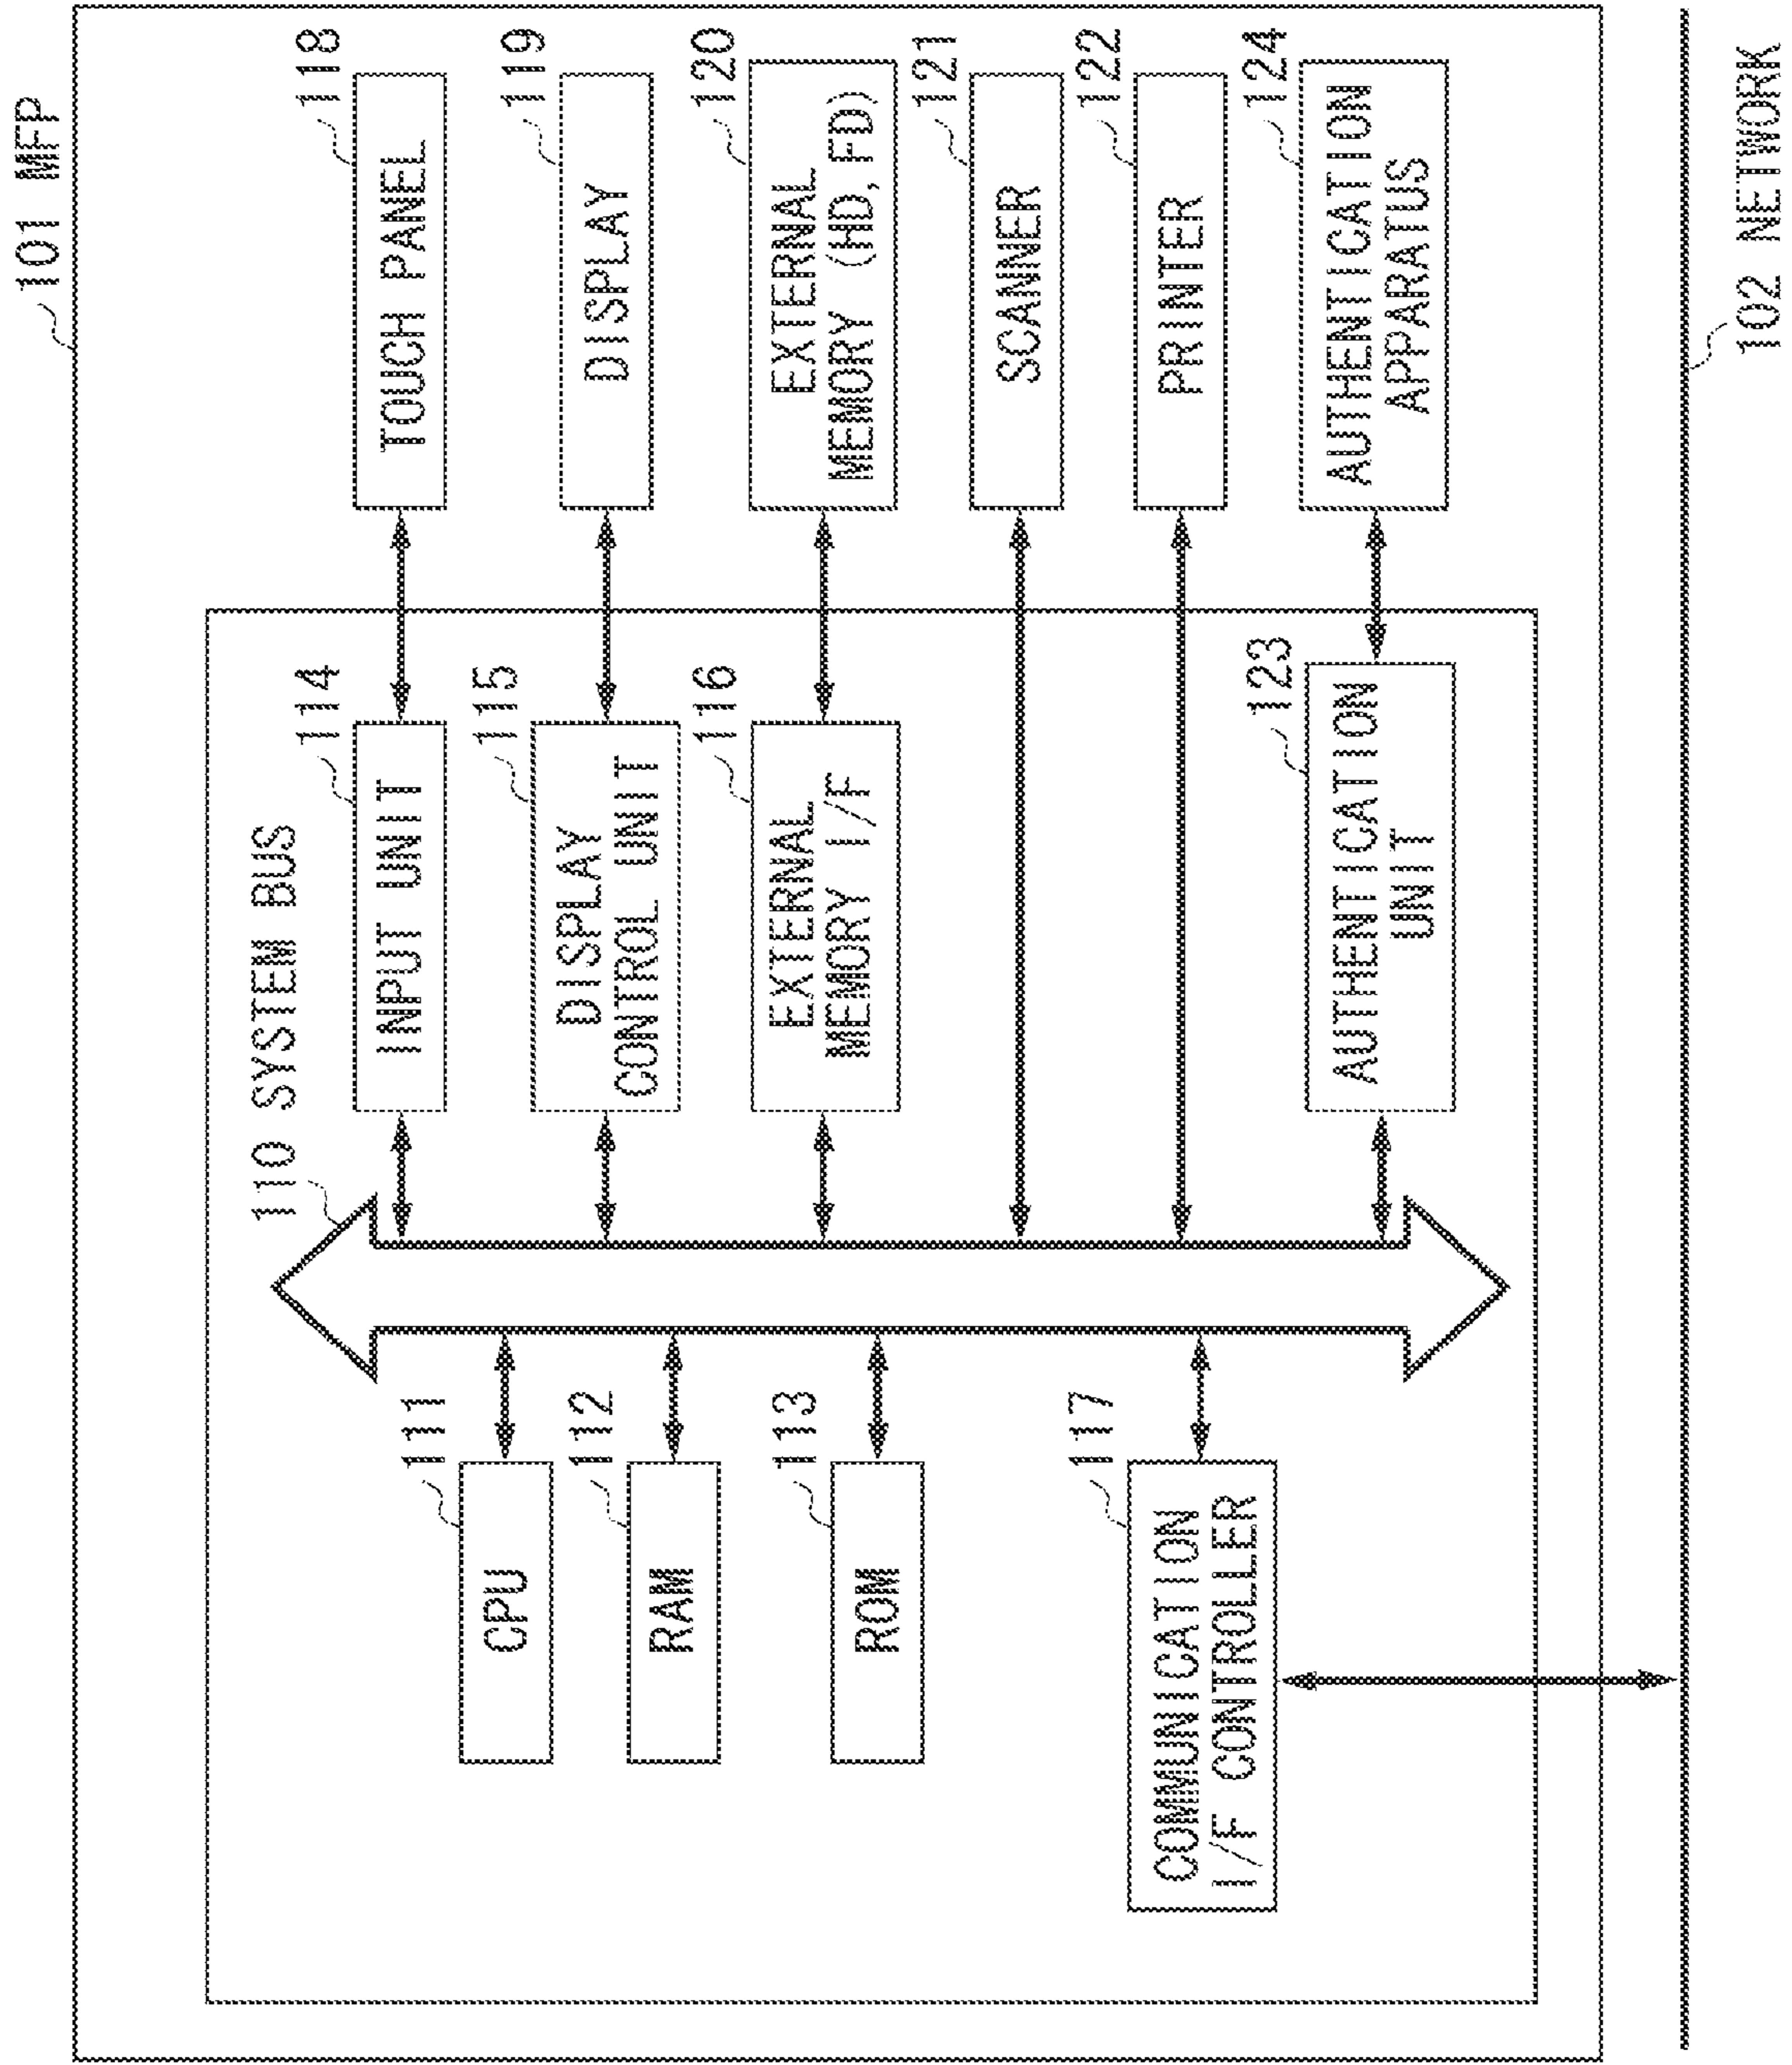 101 MFP
110 SYSTEM BUS
111
CPU
112
RAM
113
ROM
117
COMMUNICATION
I/F CONTROLLER
114
INPUT UNIT
115
DISPLAY
CONTROL UNIT
116
EXTERNAL
MEMORY I/F
123
AUTHENTICATION
UNIT
118
TOUCH PANEL
119
DISPLAY
120
EXTERNAL
MEMORY (HD, FD)
121
SCANNER
122
PRINTER
124
AUTHENTICATION
APPARATUS
102 NETWORK